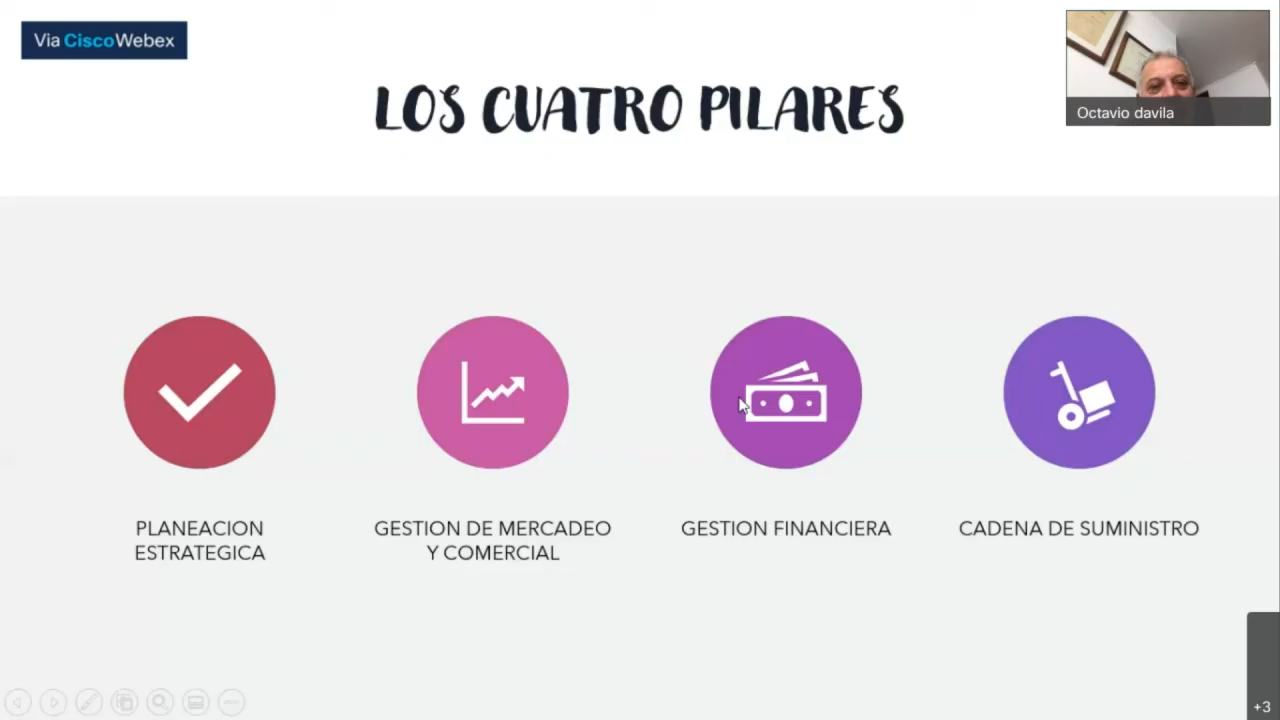 Via CiscoWebex
LOS CUATRO PILARES
Octavio davila
PLANEACION
ESTRATEGICA
GESTION DE MERCADEO
Y COMERCIAL
GESTION FINANCIERA
CADENA DE SUMINISTRO
+3